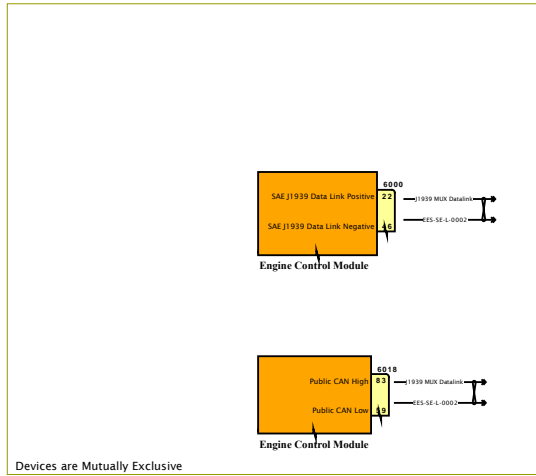 6000
SAE J1939 Data Link Positive 22 J1939 MUX Datalink
SAE J1939 Data Link Negative 46 EES-SE-L-0002
Engine Control Module
6018
Public CAN High 83 J1939 MUX Datalink
Public CAN Low 59 EES-SE-L-0002
Engine Control Module
Devices are Mutually Exclusive